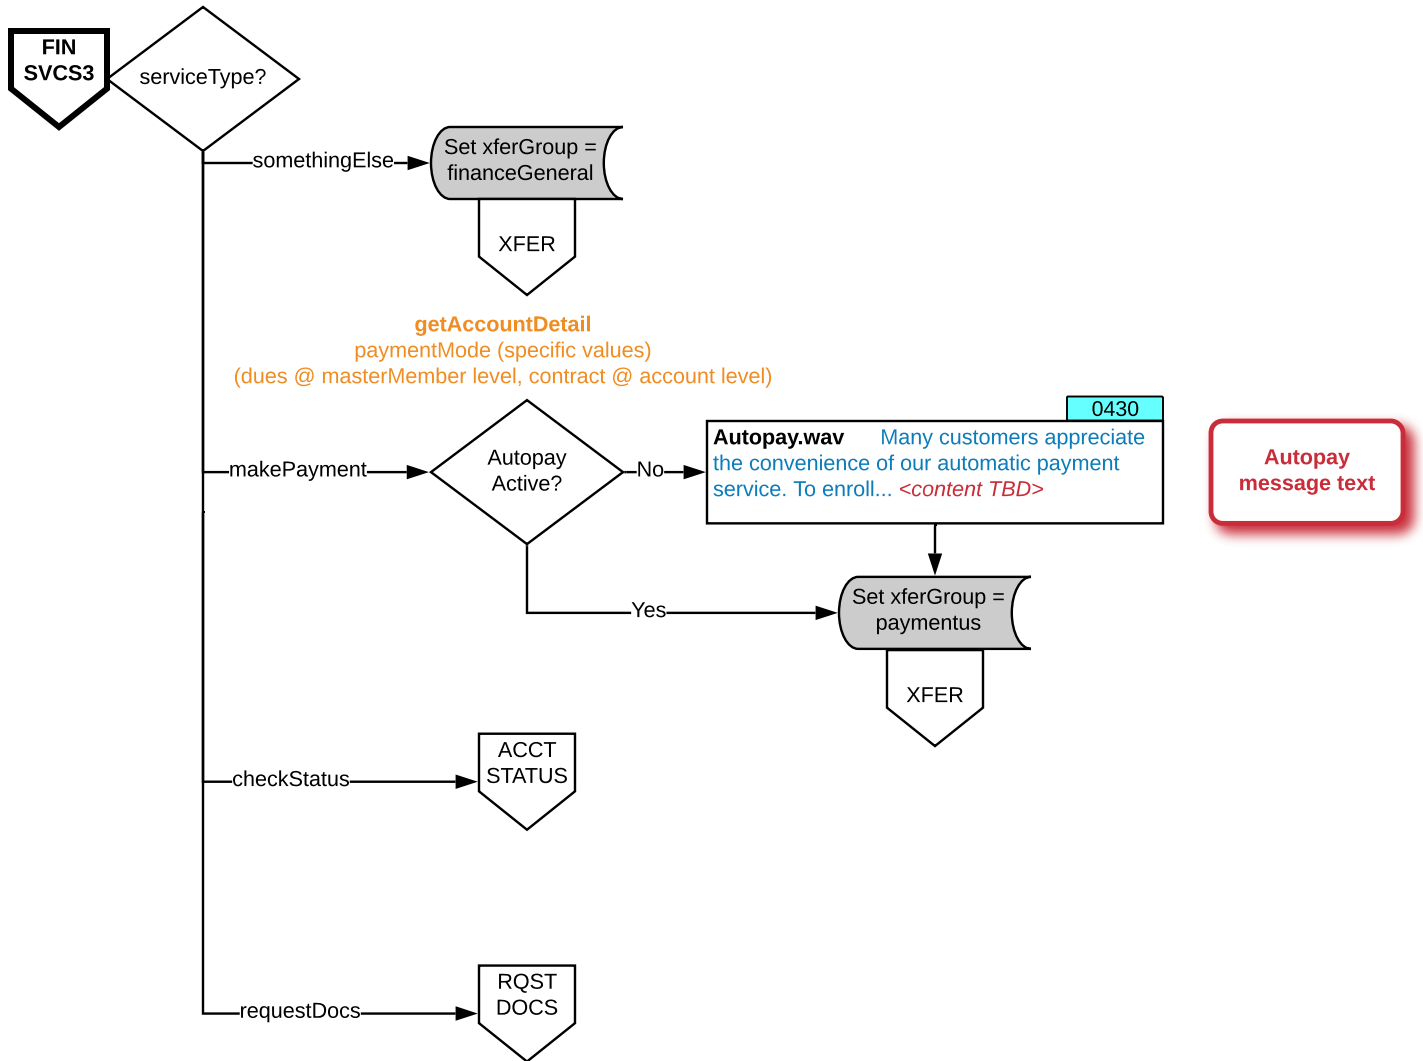 FIN
SVCS3
serviceType?
somethingElse
Set xferGroup =
financeGeneral
XFER
getAccountDetail
paymentMode (specific values)
(dues @ masterMember level, contract @ account level)
makePayment
Autopay
Active?
No
0430
Autopay.wav Many customers appreciate
the convenience of our automatic payment
service. To enroll... <content TBD>
Autopay
message text
Yes
Set xferGroup =
paymentus
XFER
checkStatus
ACCT
STATUS
requestDocs
RQST
DOCS